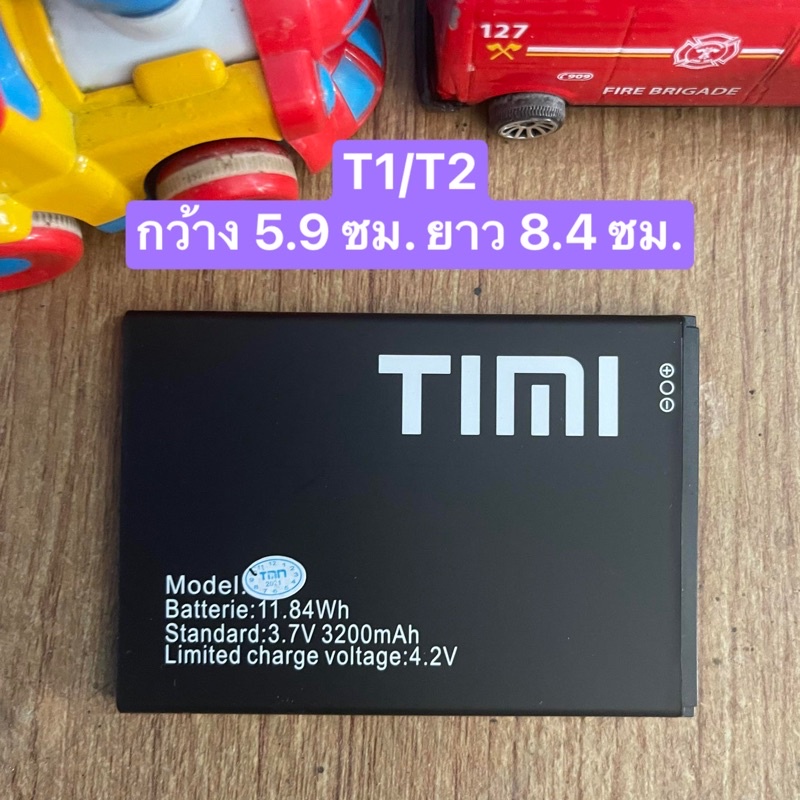 127
909
FIRE BRIGADE
T1/T2
กว้าง 5.9 ซม. ยาว 8.4 ซม.
TIMI
Model:
Batterie:11.84Wh
Standard:3.7V 3200mAh
Limited charge voltage:4.2V